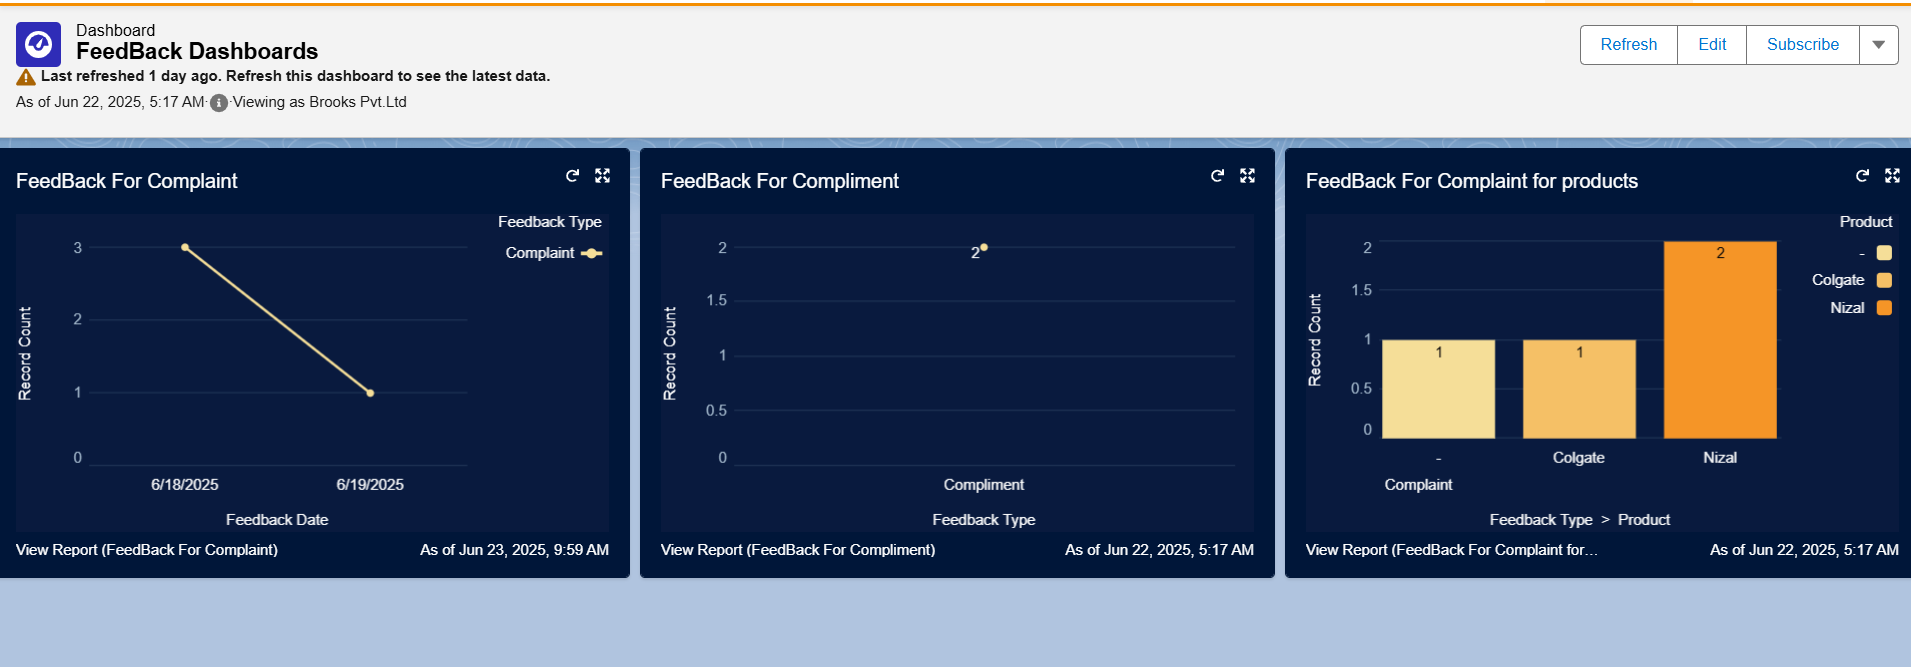 Dashboard
FeedBack Dashboards
Last refreshed 1 day ago. Refresh this dashboard to see the latest data.
As of Jun 22, 2025, 5:17 AM·Viewing as Brooks Pvt.Ltd
Refresh
Edit
Subscribe
FeedBack For Complaint
Feedback Type
Complaint
3
2
1
0
Record Count
6/18/2025
6/19/2025
Feedback Date
View Report (FeedBack For Complaint)
As of Jun 23, 2025, 9:59 AM
FeedBack For Compliment
2
1.5
1
0.5
0
2
Record Count
Compliment
Feedback Type
View Report (FeedBack For Compliment)
As of Jun 22, 2025, 5:17 AM
FeedBack For Complaint for products
Product
-
Colgate
Nizal
2
1.5
1
0.5
0
Record Count
1
1
2
-
Colgate
Nizal
Complaint
Feedback Type > Product
View Report (FeedBack For Complaint for...
As of Jun 22, 2025, 5:17 AM